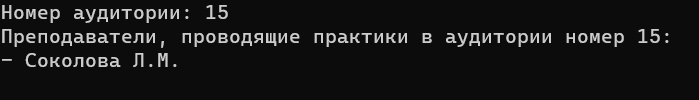 Номер аудитории: 15
Преподаватели, проводящие практики в аудитории номер 15:
- Соколова Л.М.